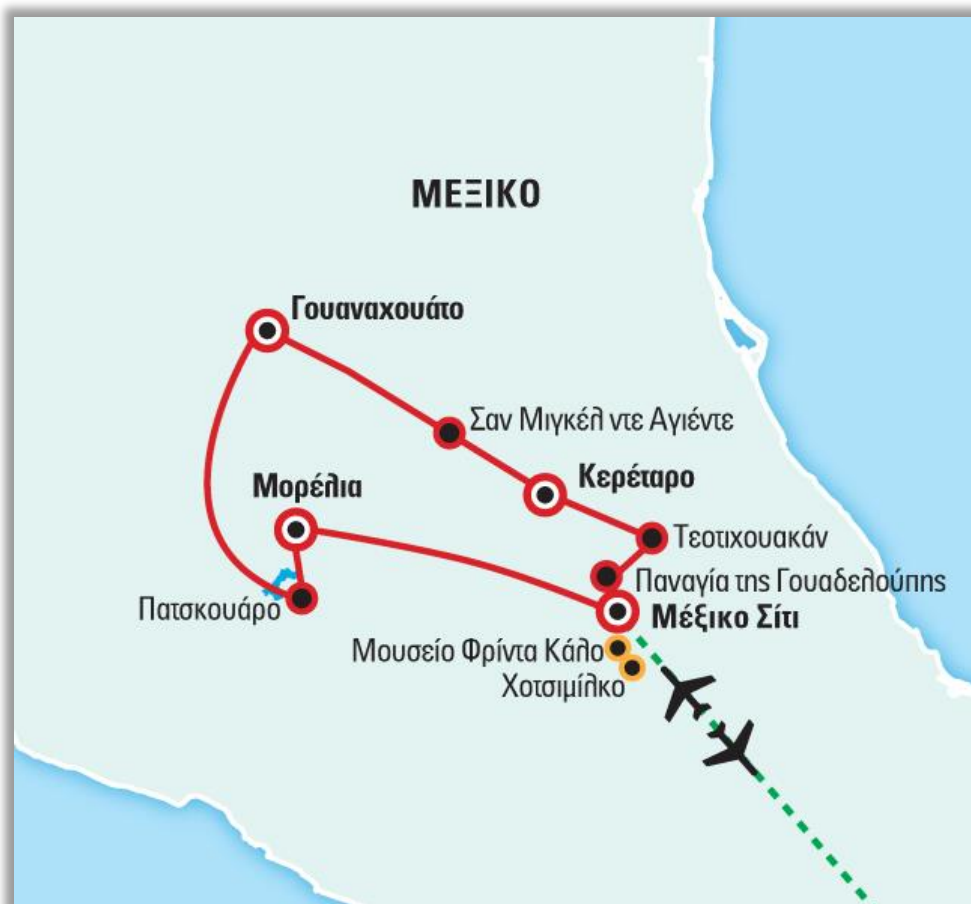 ΜΕΞΙΚΟ
Γουαναχουάτο
Σαν Μιγκέλ ντε Αγιέντε
Κερέταρο
Μορέλια
Τεοτιχουακάν
Παναγία της Γουαδελούπης
Πατσκουάρο
Μέξικο Σίτι
Μουσείο Φρίντα Κάλο
Χοτσιμίλκο